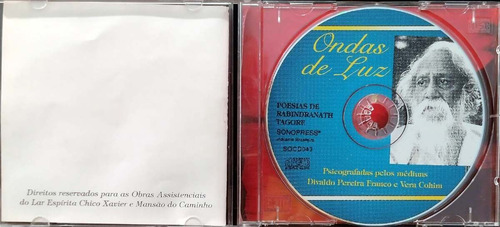 Direitos reservados para as Obras Assistenciais
do Lar Espírita Chico Xavier e Mansão do Caminho
Ondas
de Luz
POESIAS DE
RABINDRANATH
TAGORE
SONOPRESS
Psicografadas pelos médiuns
Divaldo Pereira Franco e Vera Cohim